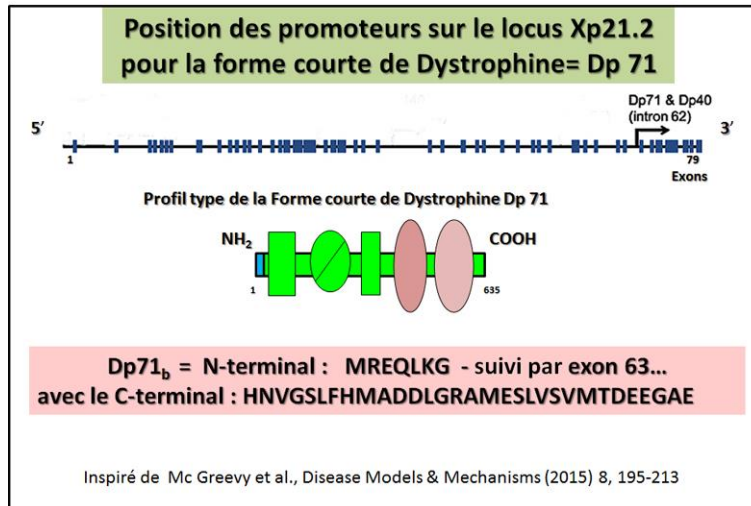 Position des promoteurs sur le locus Xp21.2
pour la forme courte de Dystrophine= Dp 71
Dp71 & Dp40
(intron 62)
5′
3′
1
79
Exons
Profil type de la Forme courte de Dystrophine Dp 71
NH2
COOH
1
635
Dp71b = N-terminal : MREQLKG - suivi par exon 63...
avec le C-terminal : HNVGSLFHMADDLGRAMESLVSVMTDEEGAE
Inspiré de Mc Greevy et al., Disease Models & Mechanisms (2015) 8, 195-213